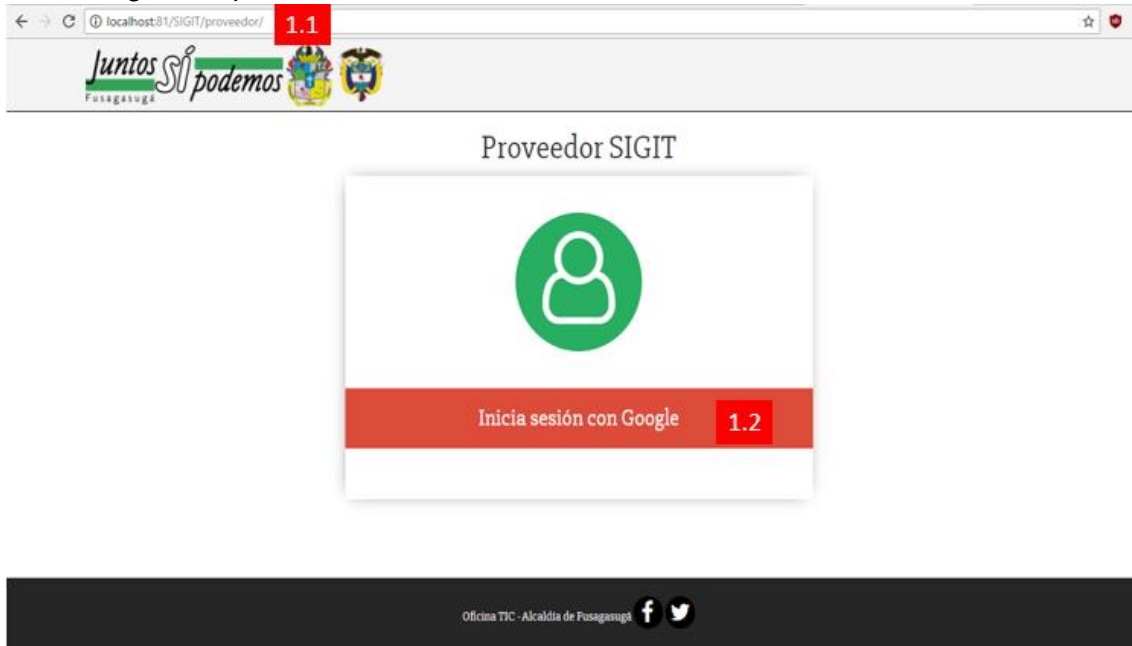 localhost:81/SIGIT/proveedor/
1.1
Juntos SÍ podemos
Fusagasugá
Proveedor SIGIT
Inicia sesión con Google
1.2
Oficina TIC - Alcaldía de Fusagasugá